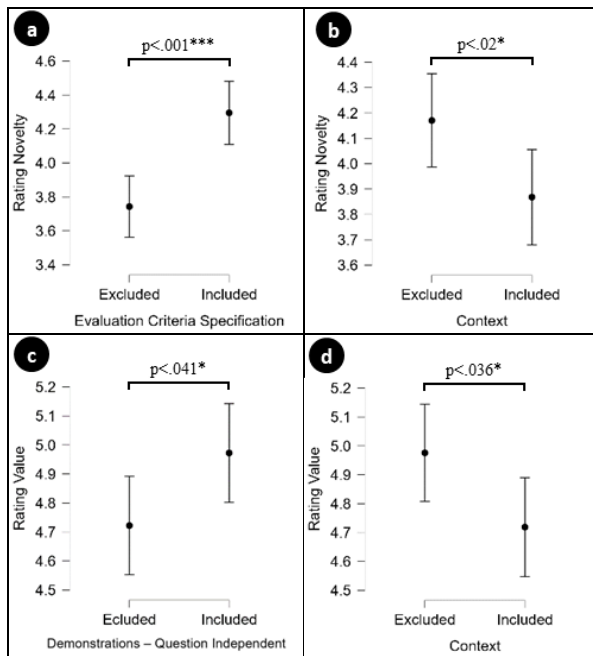 a
p<.001***
4.6
4.4
4.2
4.0
3.8
3.6
3.4
Rating Novelty
Excluded Included
Evaluation Criteria Specification
b
p<.02*
4.4
4.3
4.2
4.1
4.0
3.9
3.8
3.7
3.6
Rating Novelty
Excluded Included
Context
c
p<.041*
5.2
5.1
5.0
4.9
4.8
4.7
4.6
4.5
Rating Value
Ecluded Included
Demonstrations – Question Independent
d
p<.036*
5.2
5.1
5.0
4.9
4.8
4.7
4.6
4.5
Rating Value
Excluded Included
Context